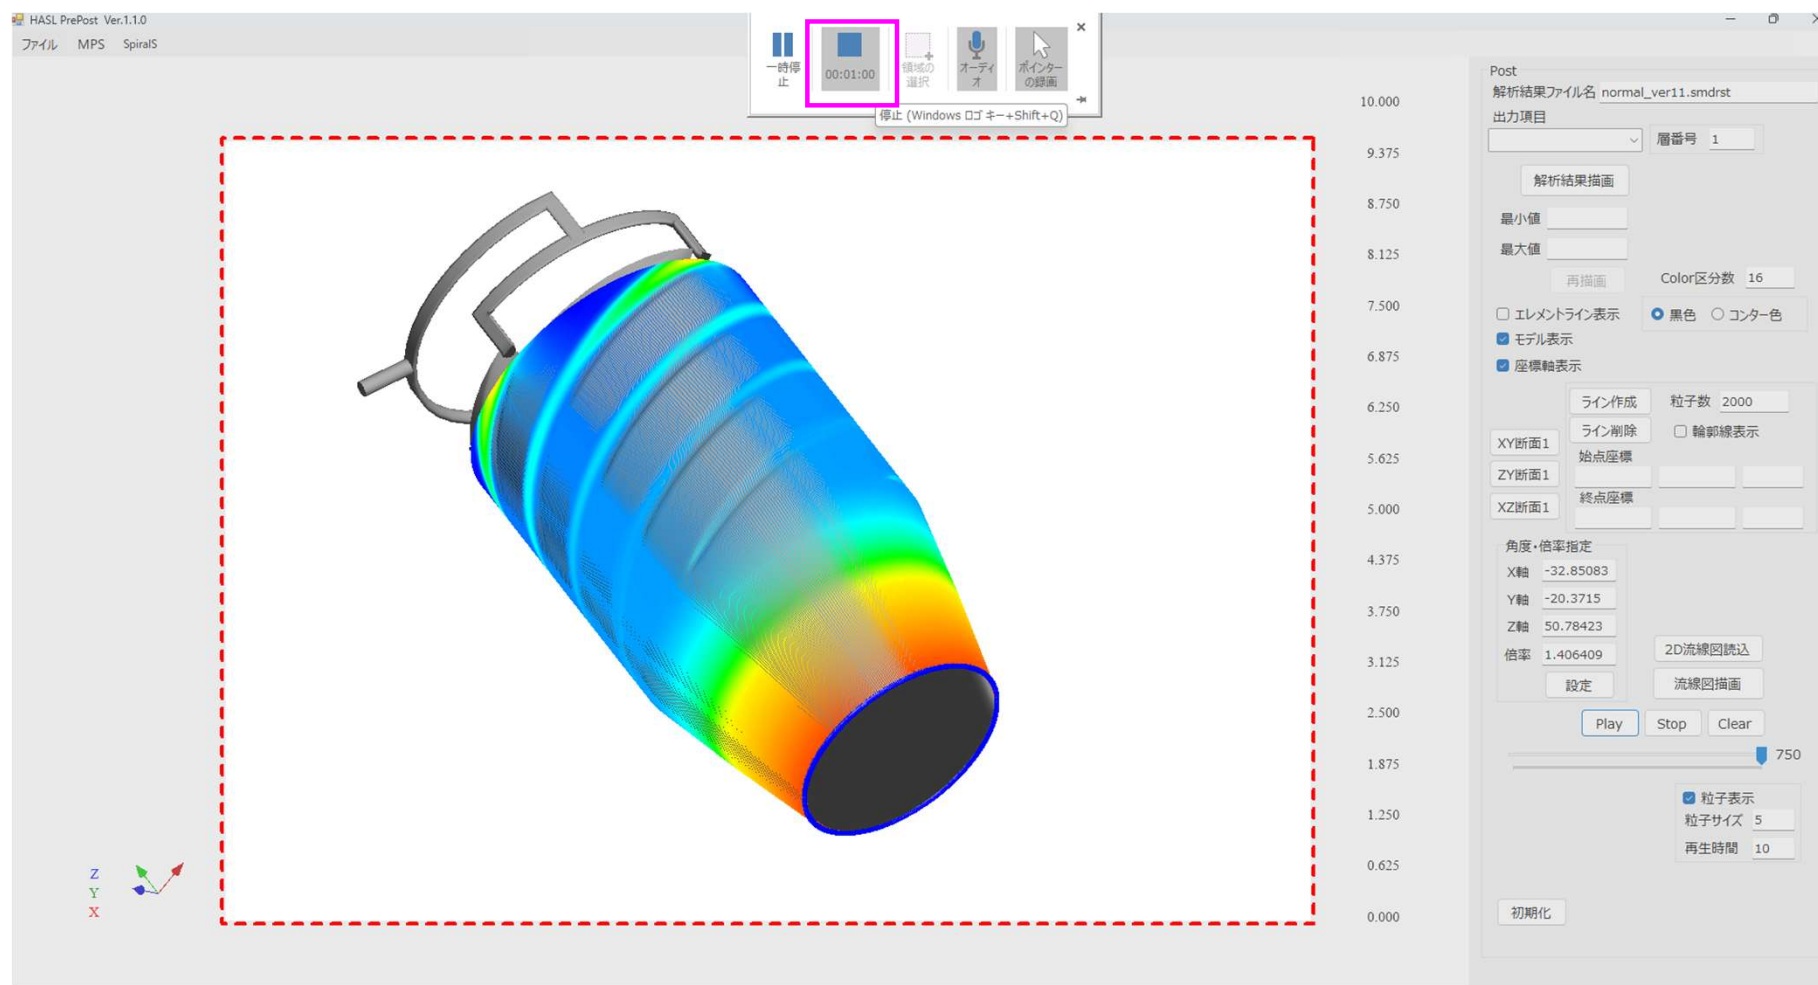 HASL PrePost Ver.1.1.0
ファイル MPS SpiralS
一時停止
00:01:00
領域の選択
オーディオ
ポインターの録画
停止 (Windows ロゴ キー+Shift+Q)
10.000
9.375
8.750
8.125
7.500
6.875
6.250
5.625
5.000
4.375
3.750
3.125
2.500
1.875
1.250
0.625
0.000
Z
Y
X
Post
解析結果ファイル名 normal_ver11.smdrst
出力項目
層番号 1
解析結果描画
最小値
最大値
再描画 Color区分数 16
エレメントライン表示 黒色 コンター色
モデル表示
座標軸表示
ライン作成 粒子数 2000
ライン削除 輪郭線表示
XY断面1
始点座標
ZY断面1
終点座標
XZ断面1
角度・倍率指定
X軸 -32.85083
Y軸 -20.3715
Z軸 50.78423
倍率 1.406409
2D流線図読込
設定 流線図描画
Play Stop Clear
750
粒子表示
粒子サイズ 5
再生時間 10
初期化